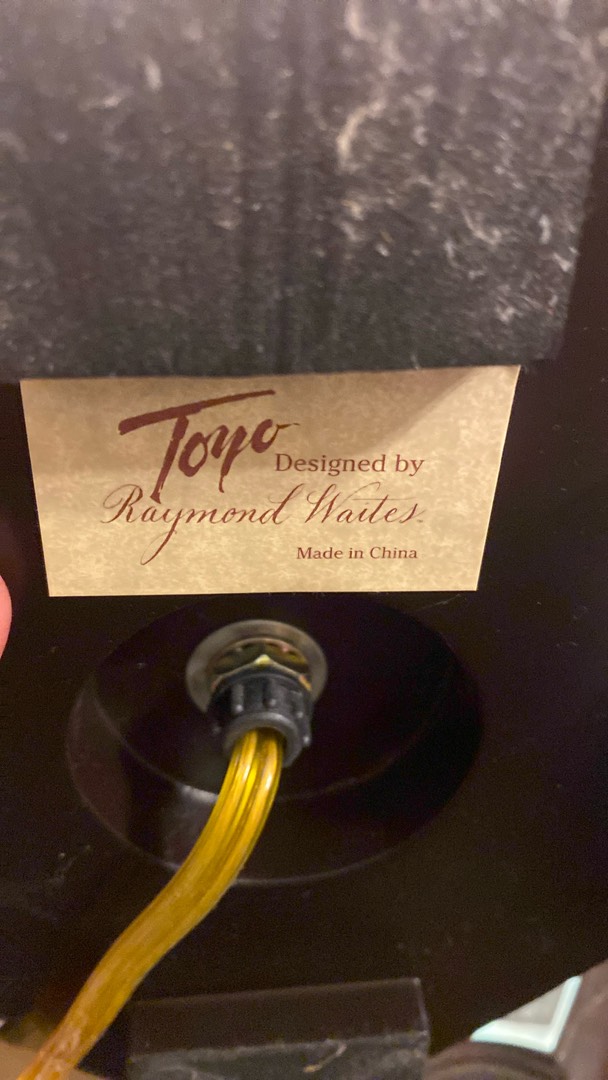 Toyo
Designed by
Raymond Waites
Made in China